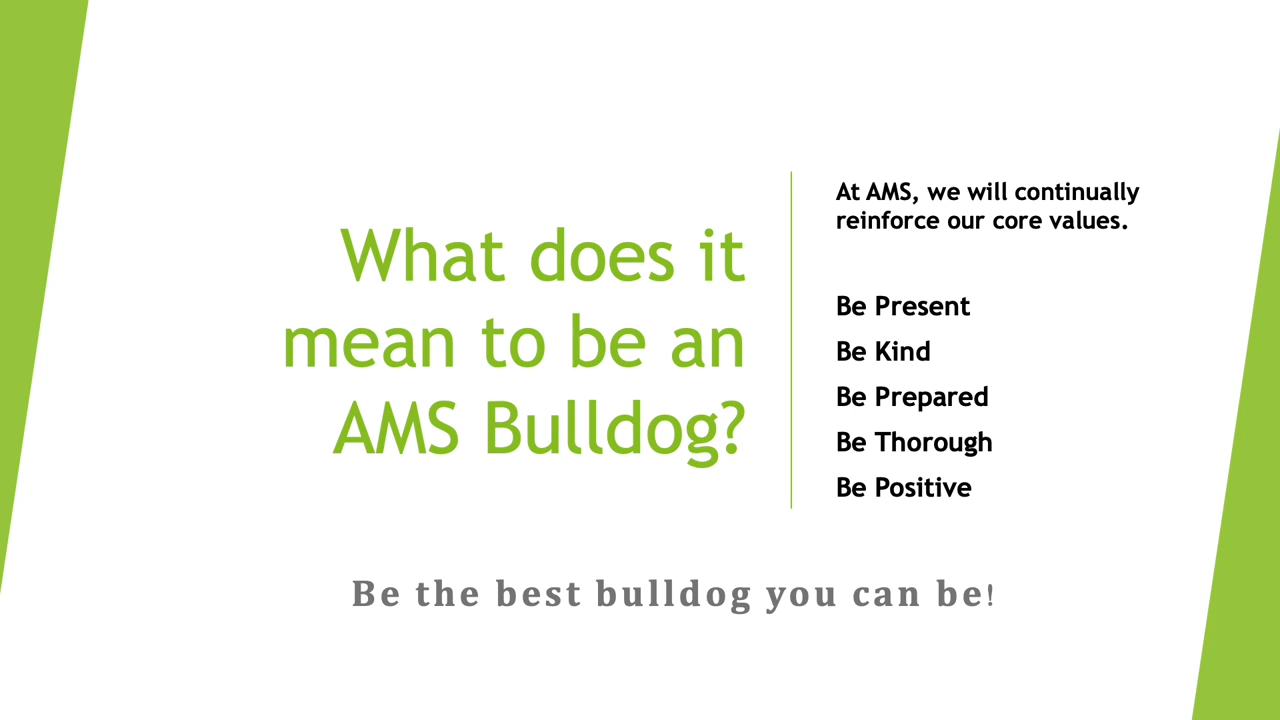 What does it
mean to be an
AMS Bulldog?
At AMS, we will continually
reinforce our core values.
Be Present
Be Kind
Be Prepared
Be Thorough
Be Positive
Be the best bulldog you can be!